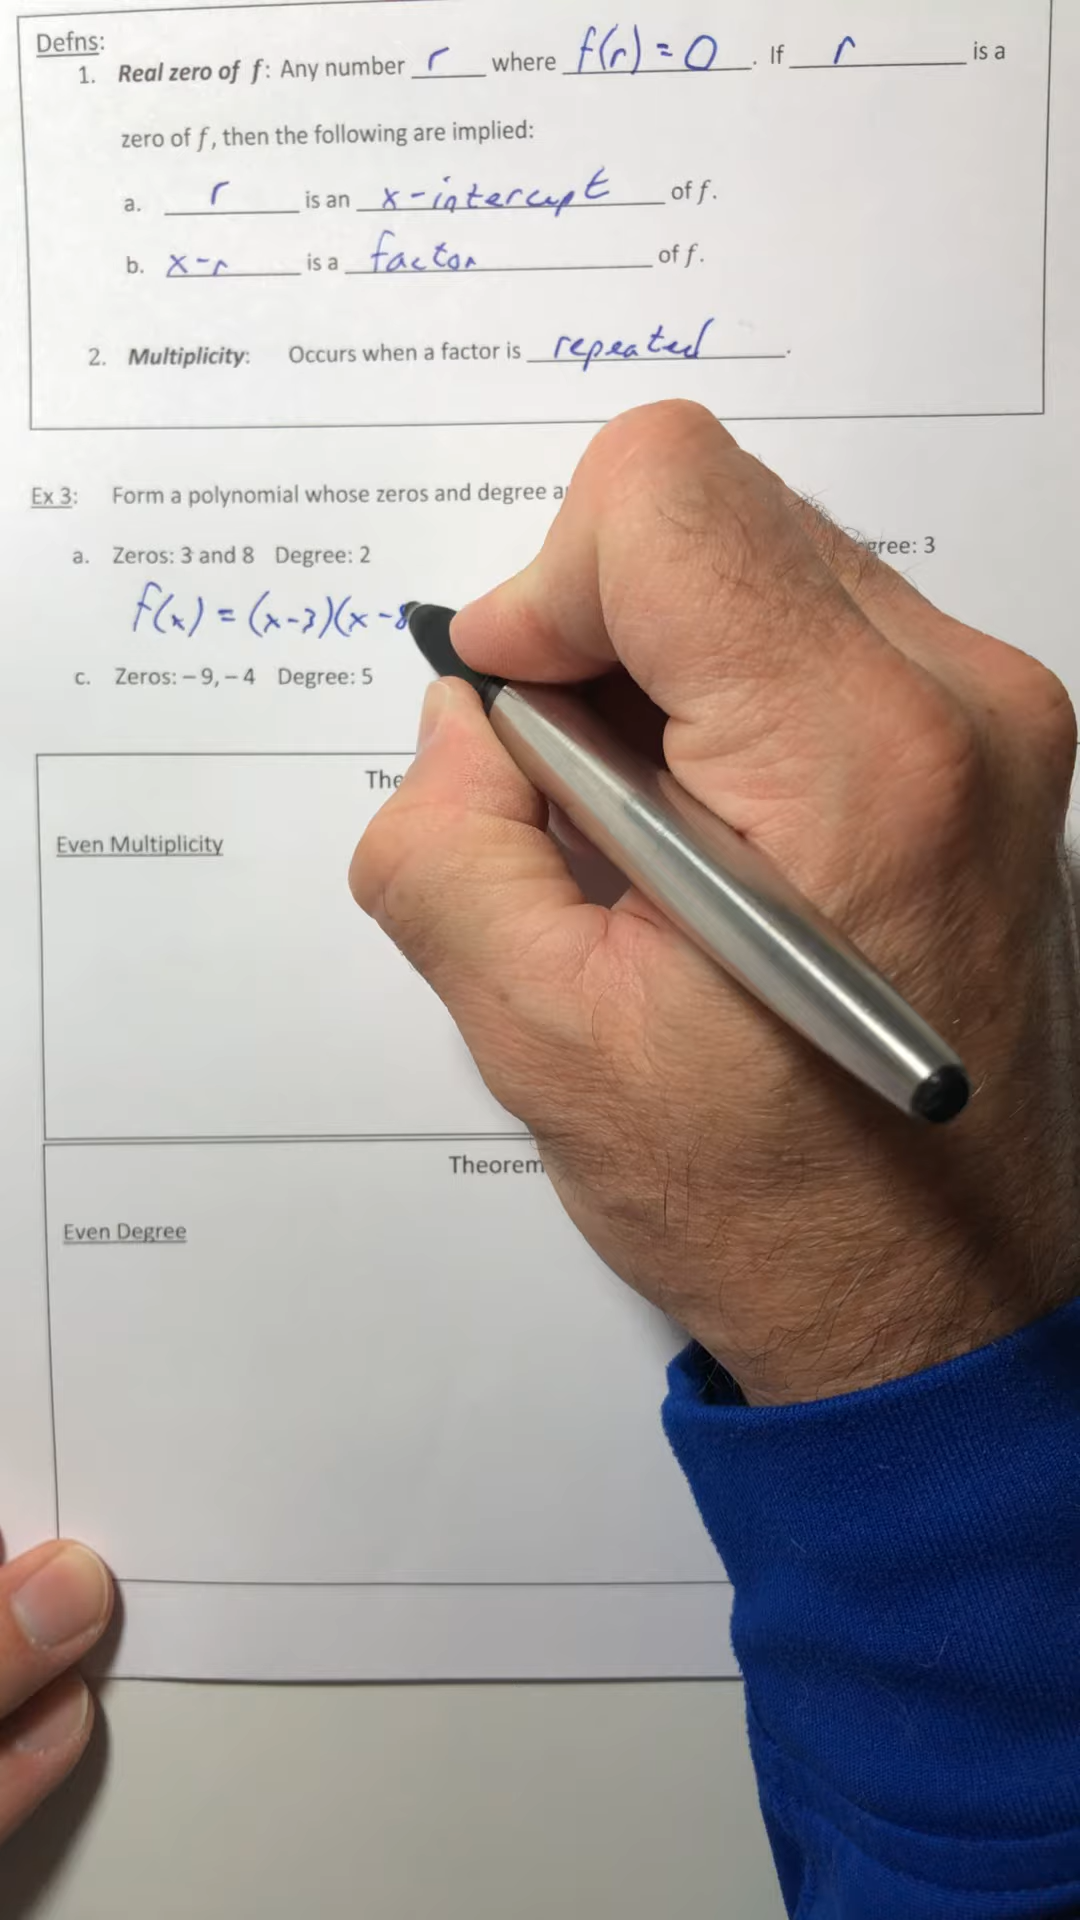 Defns:
1. Real zero of f: Any number r where f(r) = 0. If r is a
zero of f, then the following are implied:
a. r is an x-intercept of f.
b. x-r is a factor of f.
2. Multiplicity: Occurs when a factor is repeated.
Ex 3: Form a polynomial whose zeros and degree
a. Zeros: 3 and 8 Degree: 2
gree: 3
f(x) = (x-3)(x-8
c. Zeros: – 9, – 4 Degree: 5
The
Even Multiplicity
Theorem
Even Degree